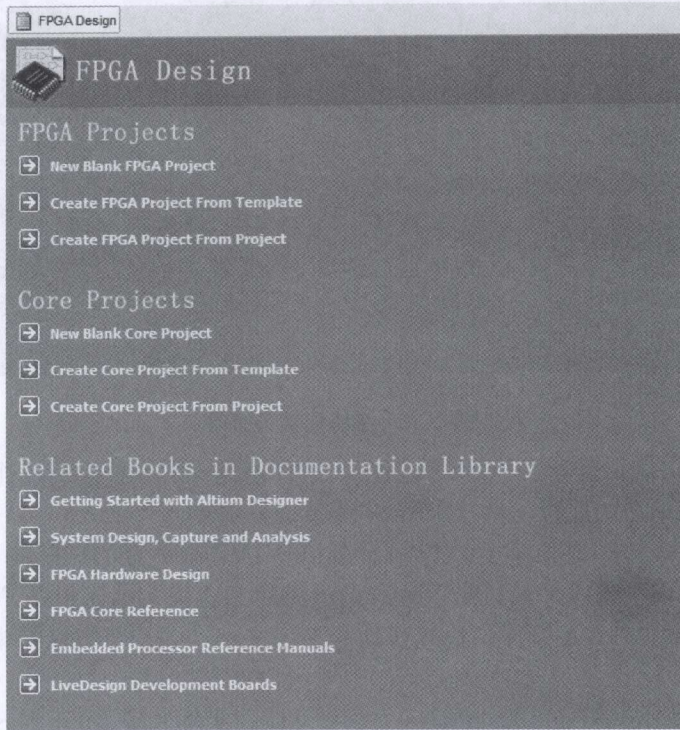 FPGA Design
FPGA Design
FPGA Projects
New Blank FPGA Project
Create FPGA Project From Template
Create FPGA Project From Project
Core Projects
New Blank Core Project
Create Core Project From Template
Create Core Project From Project
Related Books in Documentation Library
Getting Started with Altium Designer
System Design, Capture and Analysis
FPGA Hardware Design
FPGA Core Reference
Embedded Processor Reference Manuals
LiveDesign Development Boards